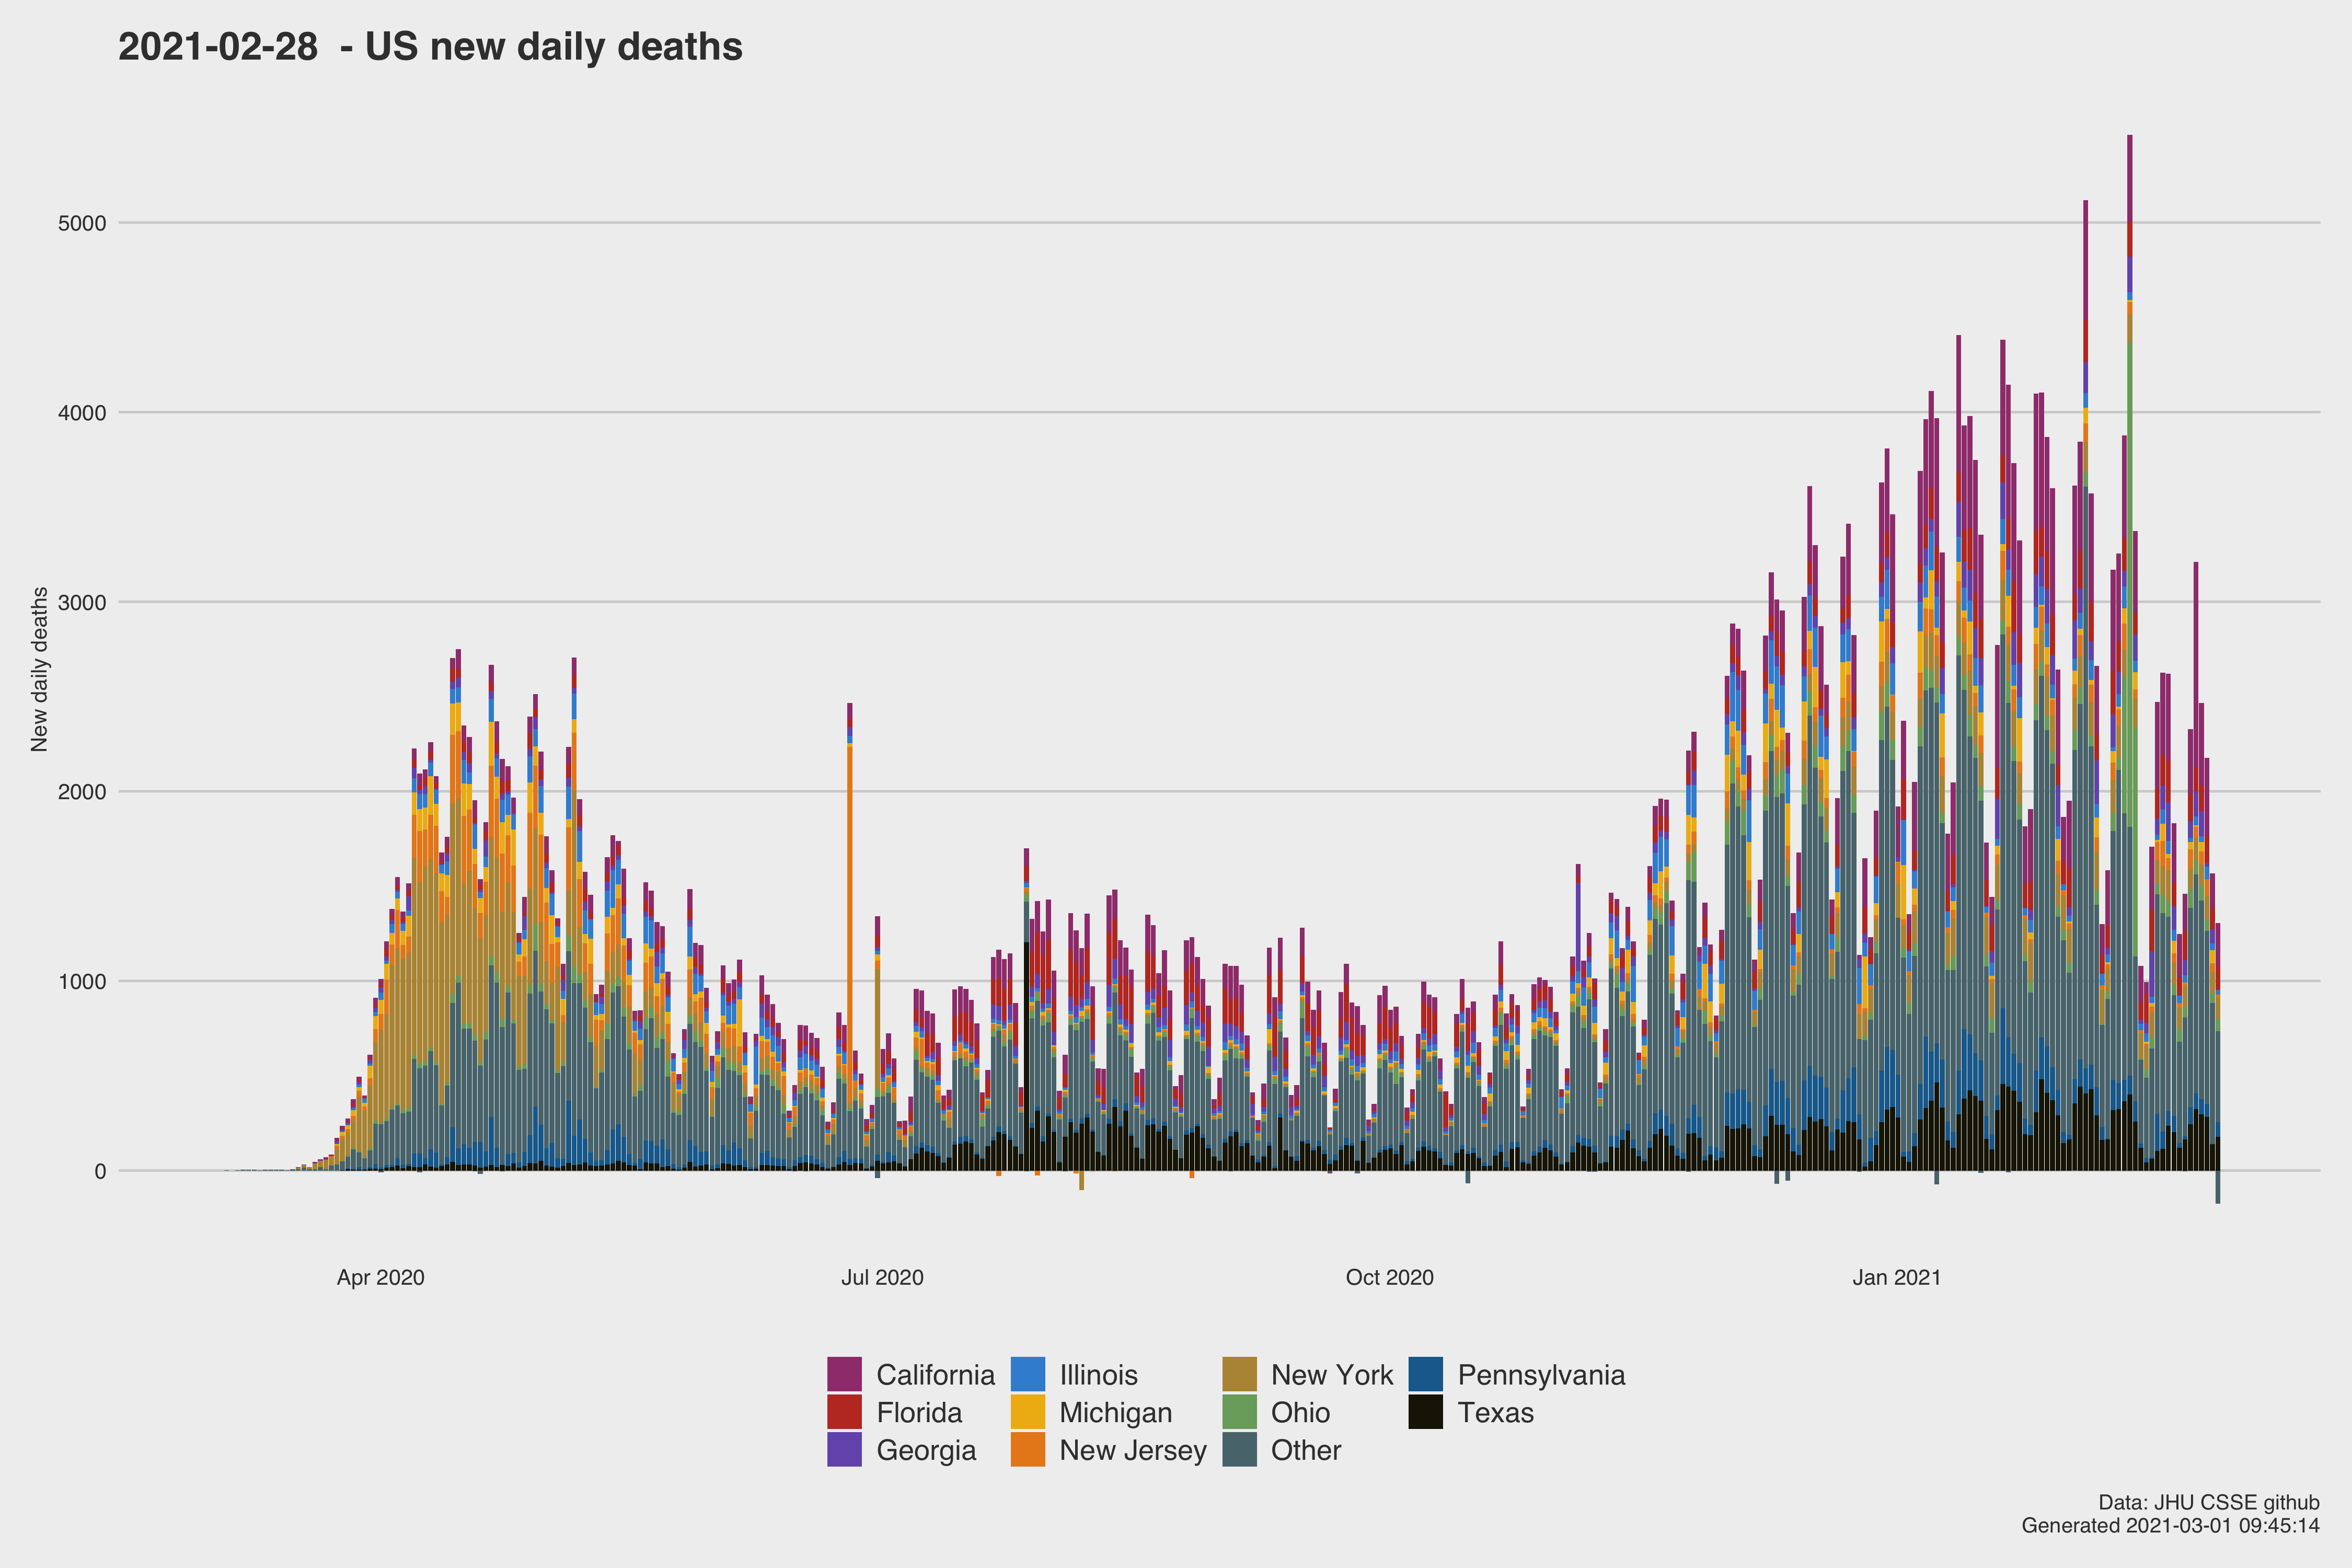 2021-02-28 - US new daily deaths
New daily deaths
5000
4000
3000
2000
1000
0
Apr 2020
Jul 2020
Oct 2020
Jan 2021
California
Illinois
New York
Pennsylvania
Florida
Michigan
Ohio
Texas
Georgia
New Jersey
Other
Data: JHU CSSE github
Generated 2021-03-01 09:45:14